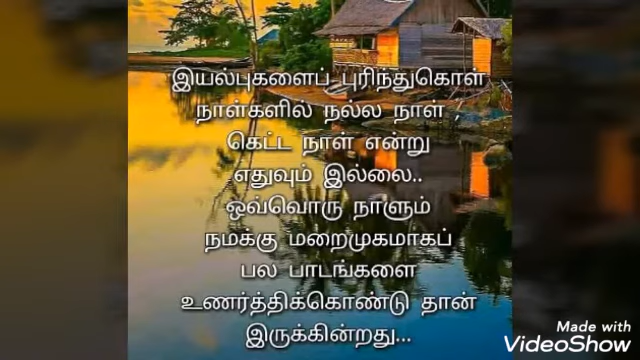 இயல்புகளைப் புரிந்துகொள்
நாள்களில் நல்ல நாள் ,
கெட்ட நாள் என்று
எதுவும் இல்லை..
ஒவ்வொரு நாளும்
நமக்கு மறைமுகமாகப்
பல பாடங்களை
உணர்த்திக்கொண்டு தான்
இருக்கின்றது...
Made with
VideoShow